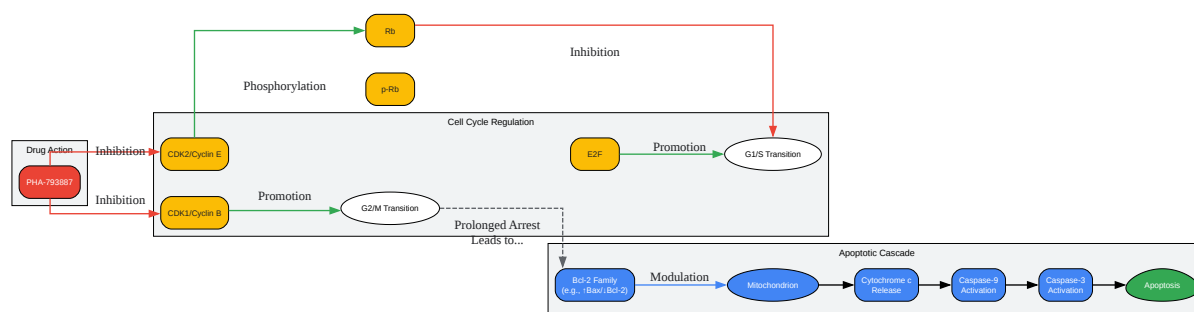 Rb
Inhibition
Phosphorylation
p-Rb
Cell Cycle Regulation
Drug Action
Inhibition
CDK2/Cyclin E
E2F
Promotion
G1/S Transition
PHA-793887
Inhibition
CDK1/Cyclin B
Promotion
G2/M Transition
Prolonged Arrest
Leads to...
Apoptotic Cascade
Bcl-2 Family
(e.g., ↑Bax/↓Bcl-2)
Modulation
Mitochondrion
Cytochrome c
Release
Caspase-9
Activation
Caspase-3
Activation
Apoptosis